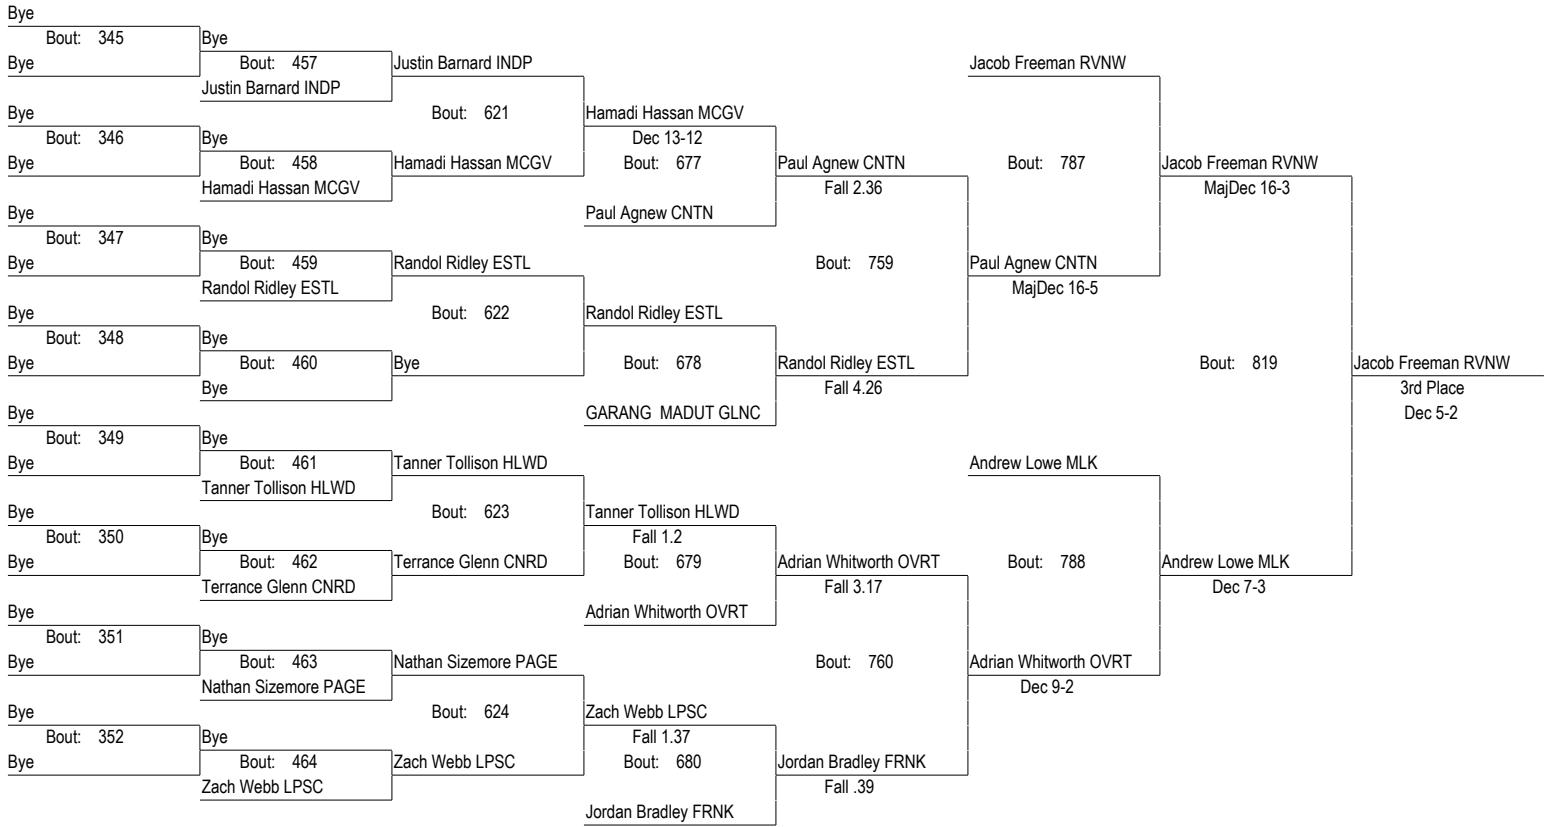 Bye
Bout: 345 Bye
Bye Bout: 457 Justin Barnard INDP Jacob Freeman RVNW
Justin Barnard INDP
Bye Bout: 621 Hamadi Hassan MCGV
Bout: 346 Bye Dec 13-12
Bye Bout: 458 Hamadi Hassan MCGV Bout: 677 Paul Agnew CNTN Bout: 787 Jacob Freeman RVNW
Hamadi Hassan MCGV Fall 2.36 MajDec 16-3
Bye Paul Agnew CNTN
Bout: 347 Bye
Bye Bout: 459 Randol Ridley ESTL Bout: 759 Paul Agnew CNTN
Randol Ridley ESTL MajDec 16-5
Bye Bout: 622 Randol Ridley ESTL
Bout: 348 Bye
Bye Bout: 460 Bye Bout: 678 Randol Ridley ESTL Bout: 819 Jacob Freeman RVNW
Bye Fall 4.26 3rd Place
Bye GARANG MADUT GLNC Dec 5-2
Bout: 349 Bye
Bye Bout: 461 Tanner Tollison HLWD Andrew Lowe MLK
Tanner Tollison HLWD
Bye Bout: 623 Tanner Tollison HLWD
Bout: 350 Bye Fall 1.2
Bye Bout: 462 Terrance Glenn CNRD Bout: 679 Adrian Whitworth OVRT Bout: 788 Andrew Lowe MLK
Terrance Glenn CNRD Fall 3.17 Dec 7-3
Bye Adrian Whitworth OVRT
Bout: 351 Bye
Bye Bout: 463 Nathan Sizemore PAGE Bout: 760 Adrian Whitworth OVRT
Nathan Sizemore PAGE Dec 9-2
Bye Bout: 624 Zach Webb LPSC
Bout: 352 Bye Fall 1.37
Bye Bout: 464 Zach Webb LPSC Bout: 680 Jordan Bradley FRNK
Zach Webb LPSC Fall .39
Jordan Bradley FRNK